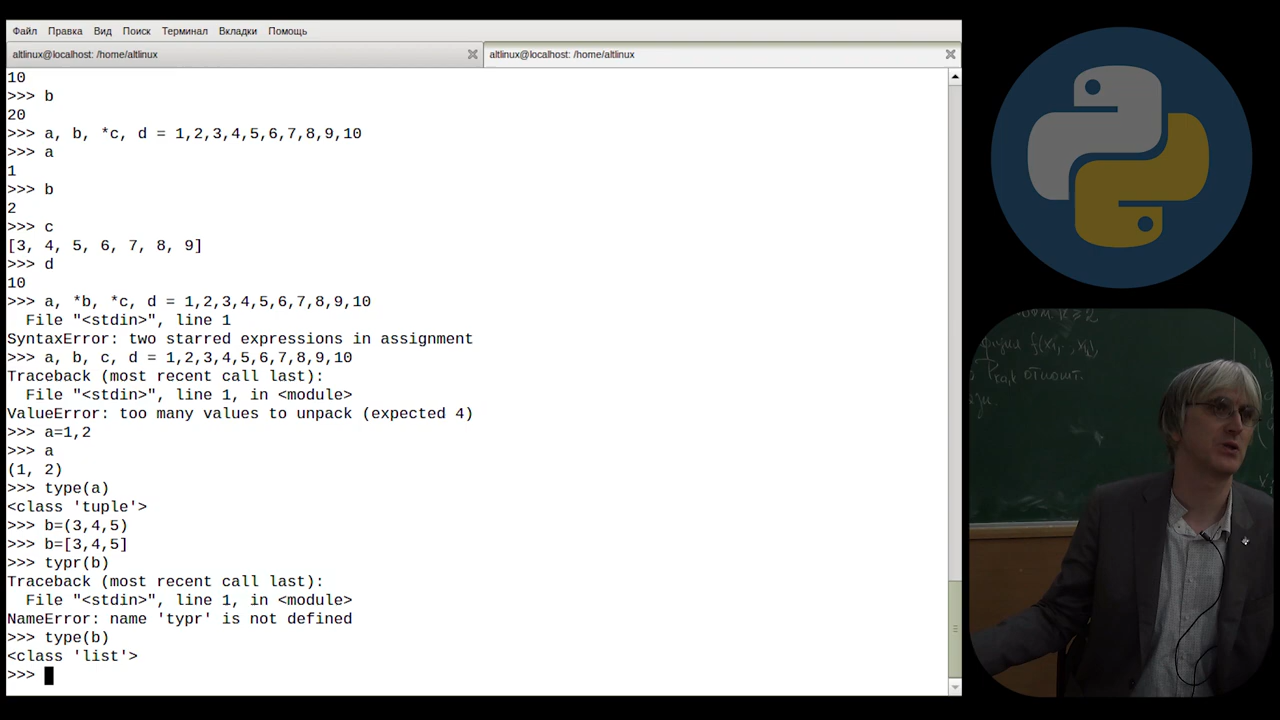 Файл Правка Вид Поиск Терминал Вкладки Помощь
altlinux@localhost: /home/altlinux altlinux@localhost: /home/altlinux
10
>>> b
20
>>> a, b, *c, d = 1,2,3,4,5,6,7,8,9,10
>>> a
1
>>> b
2
>>> c
[3, 4, 5, 6, 7, 8, 9]
>>> d
10
>>> a, *b, *c, d = 1,2,3,4,5,6,7,8,9,10
  File "<stdin>", line 1
SyntaxError: two starred expressions in assignment
>>> a, b, c, d = 1,2,3,4,5,6,7,8,9,10
Traceback (most recent call last):
  File "<stdin>", line 1, in <module>
ValueError: too many values to unpack (expected 4)
>>> a=1,2
>>> a
(1, 2)
>>> type(a)
<class 'tuple'>
>>> b=(3,4,5)
>>> b=[3,4,5]
>>> typr(b)
Traceback (most recent call last):
  File "<stdin>", line 1, in <module>
NameError: name 'typr' is not defined
>>> type(b)
<class 'list'>
>>>